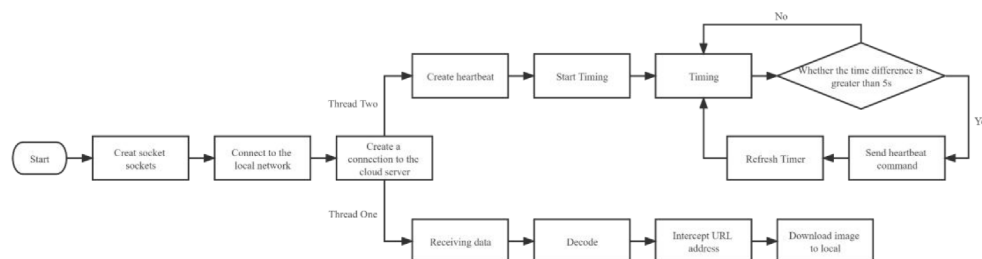 No
Create heartbeat
Start Timing
Timing
Whether the time difference is
greater than 5s
Thread Two
Ye
Start
Creat socket
sockets
Connect to the
local network
Create a
connection to the
cloud server
Refresh Timer
Send heartbeat
command
Thread One
Receiving data
Decode
Intercept URL
address
Download image
to local